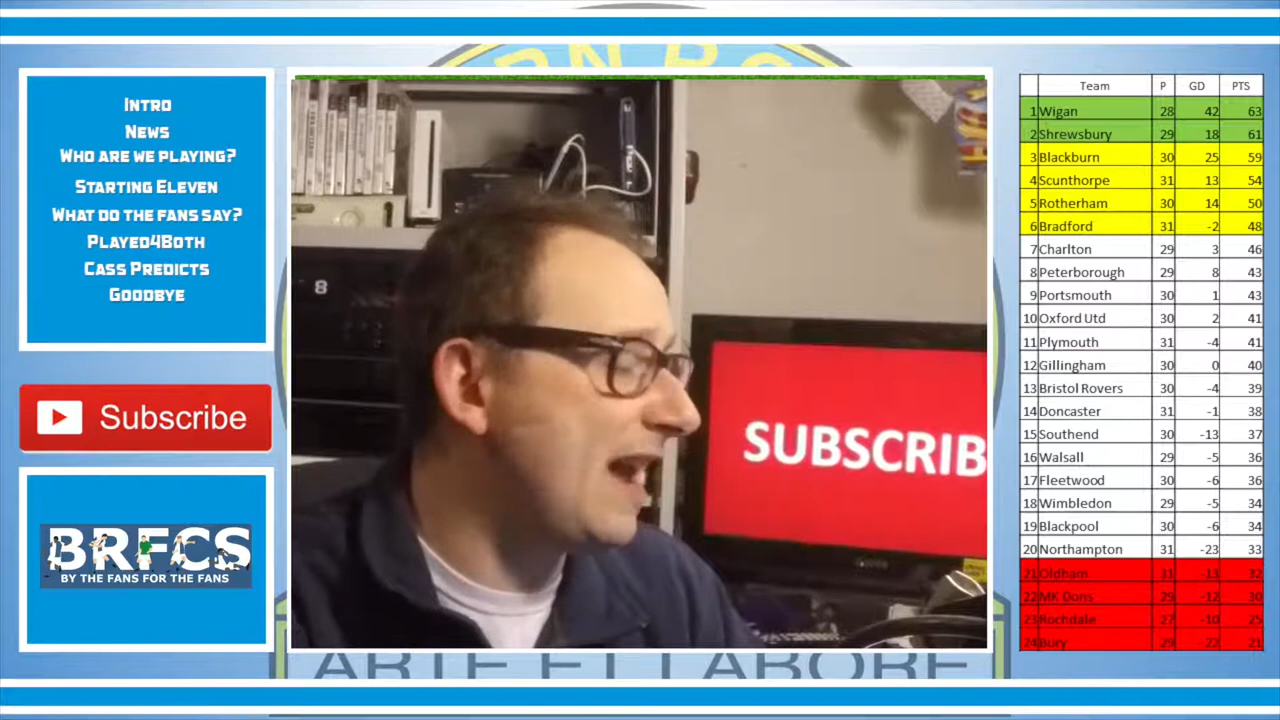 RN RO
INTRO
NEWS
WHO ARE WE PLAYING?
STARTING ELEVEN
WHAT DO THE FANS SAY?
PLAYED4BOTH
CASS PREDICTS
GOODBYE
Subscribe
BRFCS
BY THE FANS FOR THE FANS
Wii
8
SUBSCRIB
ARTE ET LABORE
Team P GD PTS
1 Wigan 28 42 63
2 Shrewsbury 29 18 61
3 Blackburn 30 25 59
4 Scunthorpe 31 13 54
5 Rotherham 30 14 50
6 Bradford 31 -2 48
7 Charlton 29 3 46
8 Peterborough 29 8 43
9 Portsmouth 30 1 43
10 Oxford Utd 30 2 41
11 Plymouth 31 -4 41
12 Gillingham 30 0 40
13 Bristol Rovers 30 -4 39
14 Doncaster 31 -1 38
15 Southend 30 -13 37
16 Walsall 29 -5 36
17 Fleetwood 30 -6 36
18 Wimbledon 29 -5 34
19 Blackpool 30 -6 34
20 Northampton 31 -23 33
21 Oldham 31 -13 32
22 MK Dons 29 -12 30
23 Rochdale 27 -10 25
24 Bury 29 -22 21